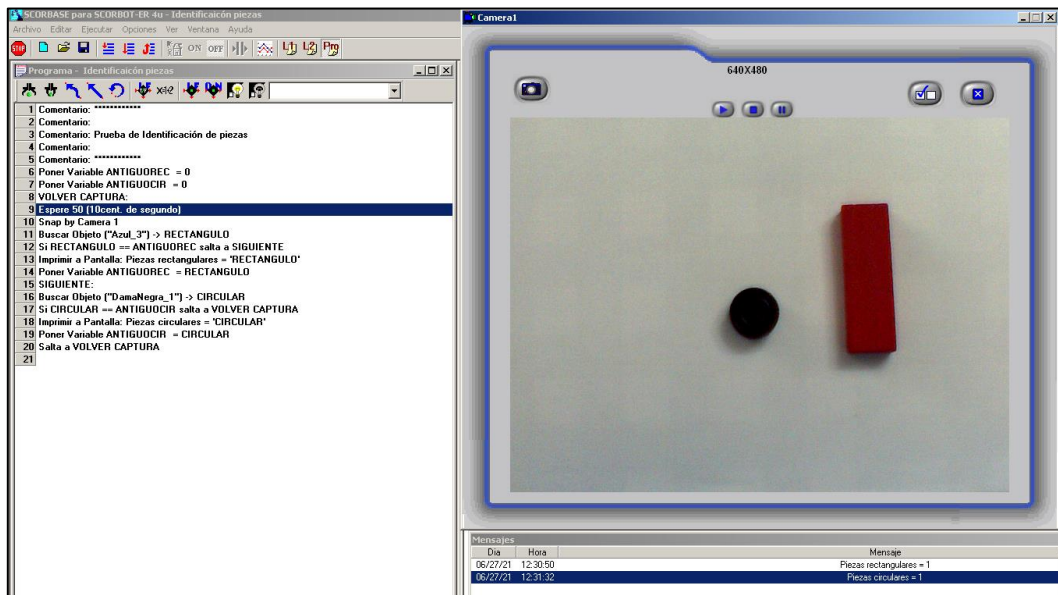 SCORBASE para SCORBOT-ER 4u - Identificaicón piezas
Archivo Editar Ejecutar Opciones Ver Ventana Ayuda
STOP ON OFF Pro
Programa - Identificaicón piezas
1 Comentario: ************
2 Comentario:
3 Comentario: Prueba de Identificación de piezas
4 Comentario:
5 Comentario: ************
6 Poner Variable ANTIGUOREC = 0
7 Poner Variable ANTIGUOCIR = 0
8 VOLVER CAPTURA:
9 Espere 50 (10cent. de segundo)
10 Snap by Camera 1
11 Buscar Objeto ("Azul_3") -> RECTANGULO
12 Si RECTANGULO == ANTIGUOREC salta a SIGUIENTE
13 Imprimir a Pantalla: Piezas rectangulares = 'RECTANGULO'
14 Poner Variable ANTIGUOREC = RECTANGULO
15 SIGUIENTE:
16 Buscar Objeto ("DamaNegra_1") -> CIRCULAR
17 Si CIRCULAR == ANTIGUOCIR salta a VOLVER CAPTURA
18 Imprimir a Pantalla: Piezas circulares = 'CIRCULAR'
19 Poner Variable ANTIGUOCIR = CIRCULAR
20 Salta a VOLVER CAPTURA
21
Camera1
640X480
Mensajes
Dia Hora Mensaje
06/27/21 12:30:50 Piezas rectangulares = 1
06/27/21 12:31:32 Piezas circulares = 1